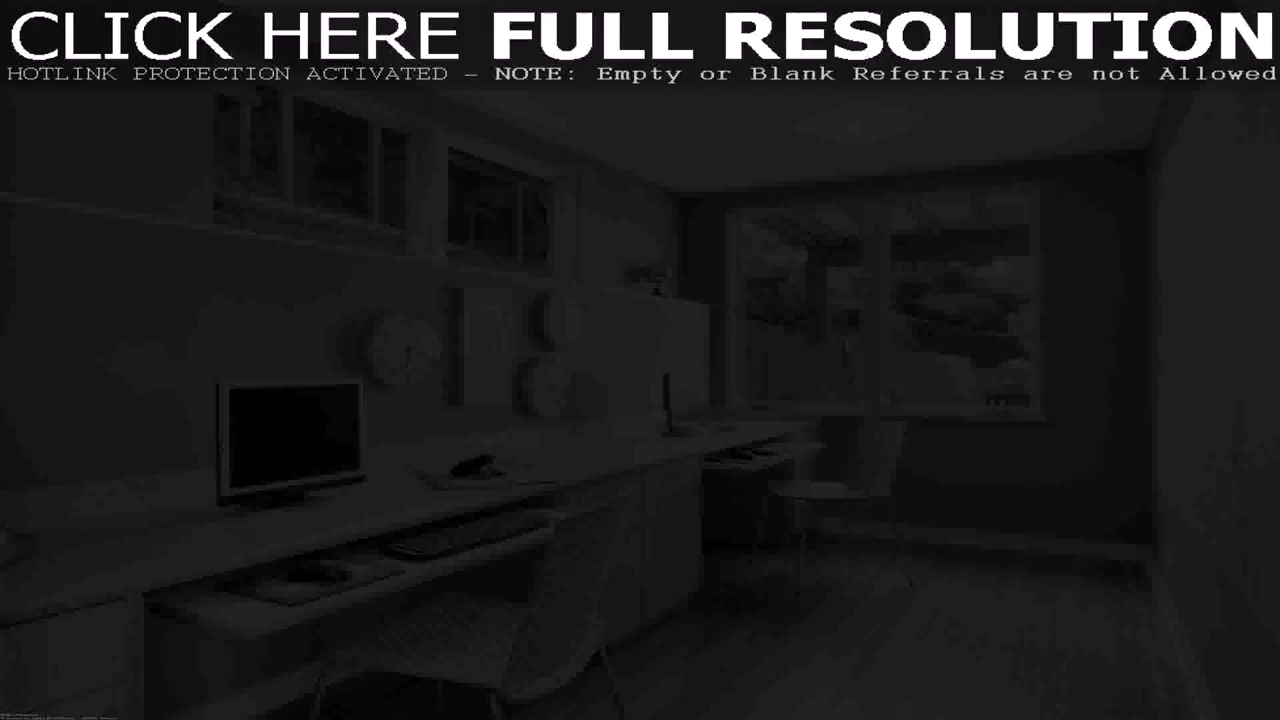 CLICK HERE FULL RESOLUTION
HOTLINK PROTECTION ACTIVATED – NOTE: Empty or Blank Referrals are not Allowed